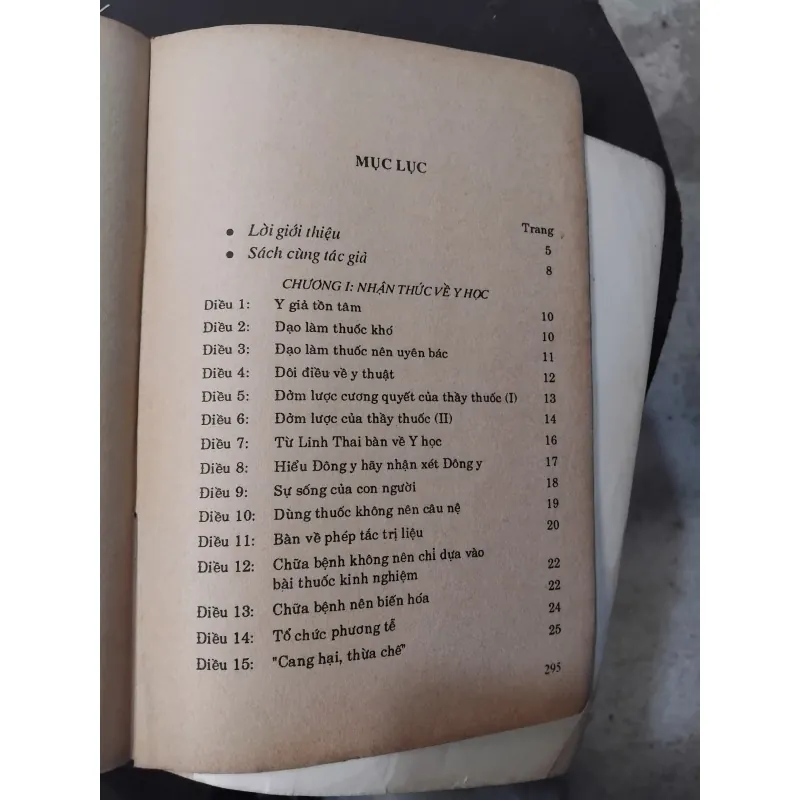 MỤC LỤC
Trang
• Lời giới thiệu 5
• Sách cùng tác giả 8
CHƯƠNG I: NHẬN THỨC VỀ Y HỌC
Điều 1: Y giả tồn tâm 10
Điều 2: Đạo làm thuốc khó 10
Điều 3: Đạo làm thuốc nên uyên bác 11
Điều 4: Đôi điều về y thuật 12
Điều 5: Đởm lược cương quyết của thầy thuốc (I) 13
Điều 6: Đởm lược của thầy thuốc (II) 14
Điều 7: Từ Linh Thai bàn về Y học 16
Điều 8: Hiểu Đông y hãy nhận xét Đông y 17
Điều 9: Sự sống của con người 18
Điều 10: Dùng thuốc không nên câu nệ 19
Điều 11: Bàn về phép tắc trị liệu 20
Điều 12: Chữa bệnh không nên chỉ dựa vào
bài thuốc kinh nghiệm 22
Điều 13: Chữa bệnh nên biến hóa 22
Điều 14: Tổ chức phương tễ 24
Điều 15: "Cang hại, thừa chế" 25
295